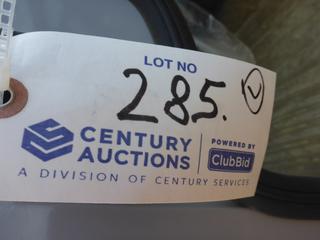 LOT NO
285.
CENTURY
AUCTIONS
POWERED BY
ClubBid
A DIVISION OF CENTURY SERVICES